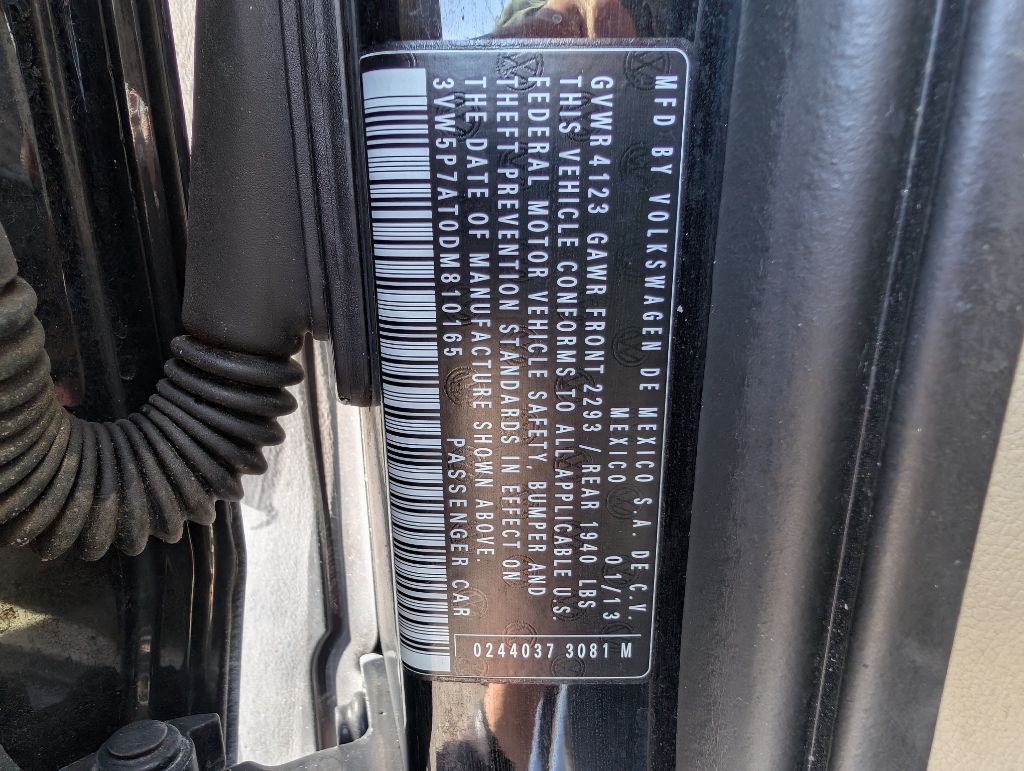 MFD BY VOLKSWAGEN DE MEXICO S.A. DE C.V.
MEXICO 01/13
GVWR 4123 GAWR FRONT 2293 / REAR 1940 LBS
THIS VEHICLE CONFORMS TO ALL APPLICABLE U.S.
FEDERAL MOTOR VEHICLE SAFETY, BUMPER AND
THEFT PREVENTION STANDARDS IN EFFECT ON
THE DATE OF MANUFACTURE SHOWN ABOVE.
3VW5P7AT0DM810165 PASSENGER CAR
0244037 3081 M